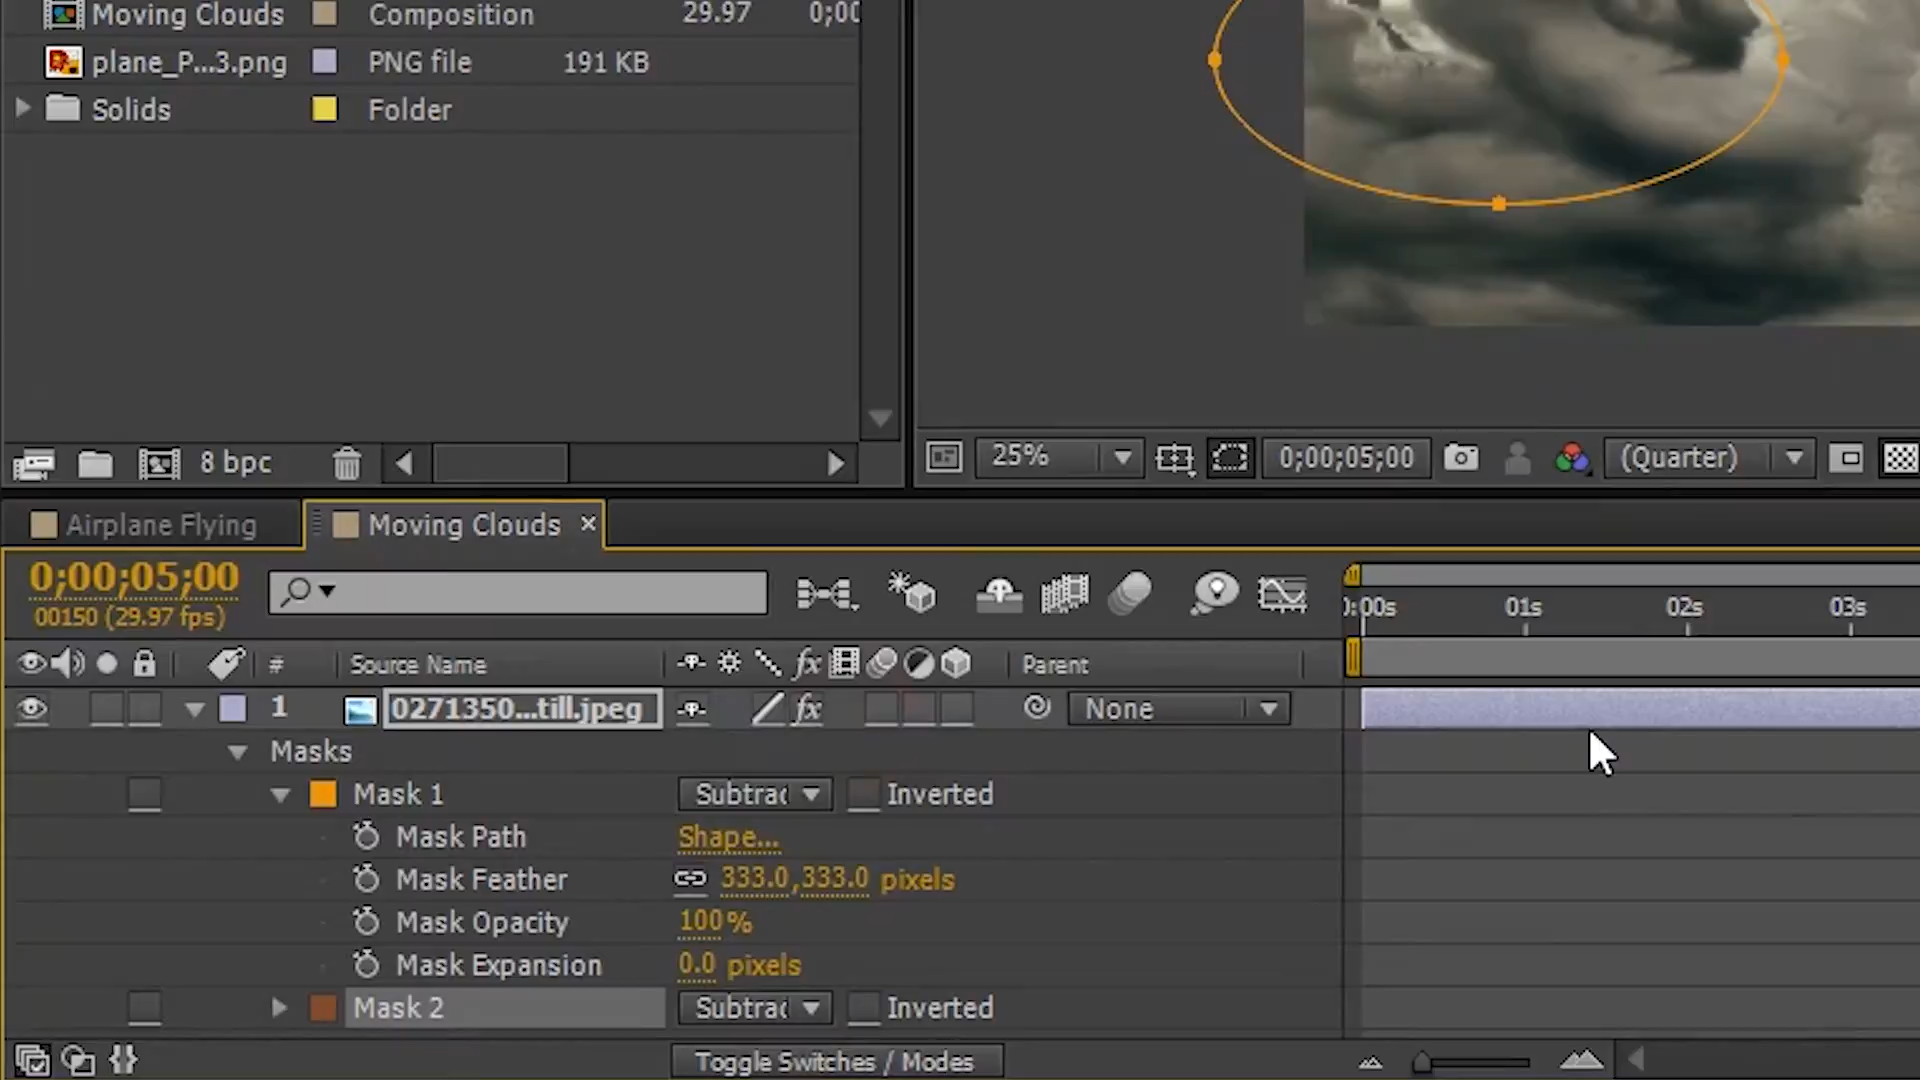 Moving Clouds Composition 29.97 0;00
plane_P...3.png PNG file 191 KB
Solids Folder
8 bpc
25% 0;00;05;00 (Quarter)
Airplane Flying Moving Clouds ×
0;00;05;00
00150 (29.97 fps)
0:00s 01s 02s 03s
# Source Name fx Parent
1 0271350...till.jpeg fx None
Masks
Mask 1 Subtrac Inverted
Mask Path Shape...
Mask Feather 333.0,333.0 pixels
Mask Opacity 100%
Mask Expansion 0.0 pixels
Mask 2 Subtrac Inverted
Toggle Switches / Modes